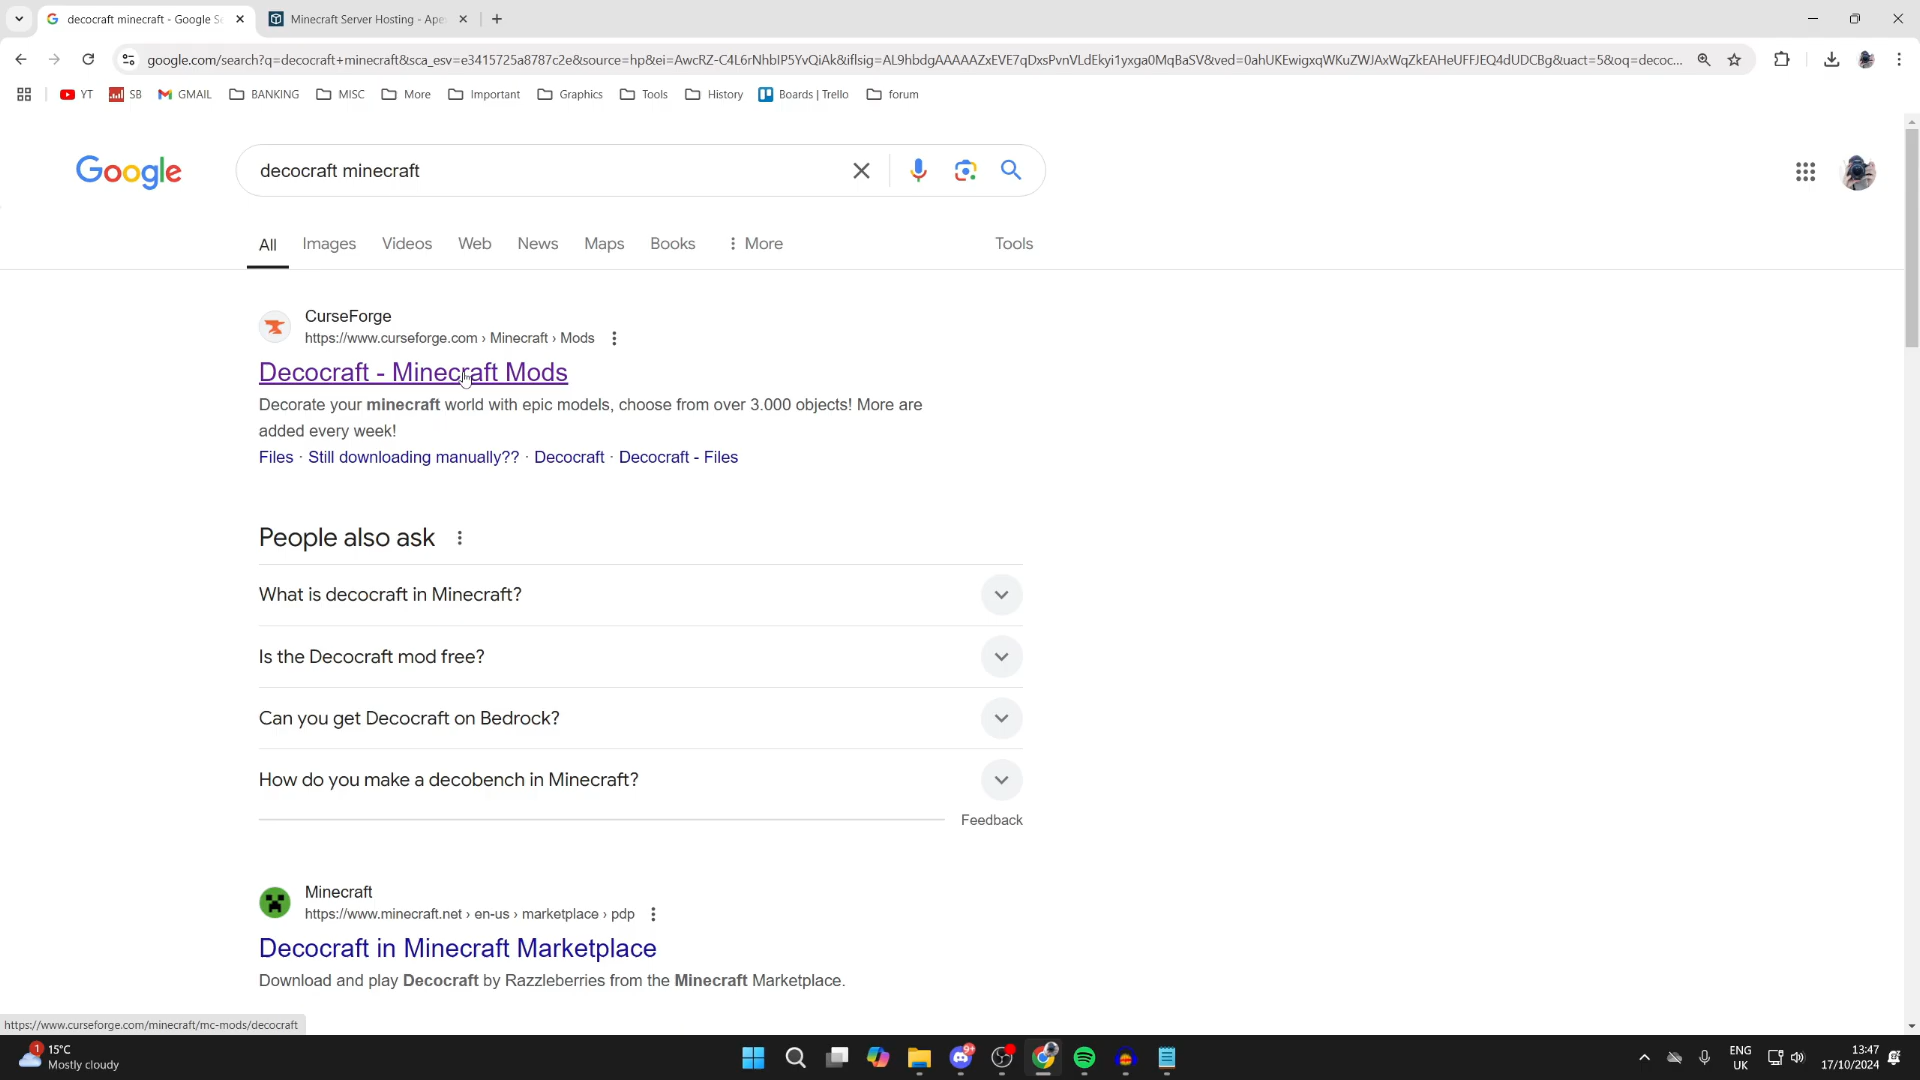 decocraft minecraft - Google Se
Minecraft Server Hosting - Ape
google.com/search?q=decocraft+minecraft&sca_esv=e3415725a8787c2e&source=hp&ei=AwcRZ-C4L6rNhbIP5YvQiAk&iflsig=AL9hbdgAAAAAZxEVE7qDxsPvnVLdEkyi1yxga0MqBaSV&ved=0ahUKEwigxqWKuZWJAxWqZkEAHeUFFJEQ4dUDCBg&uact=5&oq=decoc...
YT SB GMAIL BANKING MISC More Important Graphics Tools History Boards | Trello forum
Google
decocraft minecraft
All Images Videos Web News Maps Books More Tools
CurseForge
https://www.curseforge.com › Minecraft › Mods
Decocraft - Minecraft Mods
Decorate your minecraft world with epic models, choose from over 3.000 objects! More are
added every week!
Files · Still downloading manually?? · Decocraft · Decocraft - Files
People also ask
What is decocraft in Minecraft?
Is the Decocraft mod free?
Can you get Decocraft on Bedrock?
How do you make a decobench in Minecraft?
Feedback
Minecraft
https://www.minecraft.net › en-us › marketplace › pdp
Decocraft in Minecraft Marketplace
Download and play Decocraft by Razzleberries from the Minecraft Marketplace.
https://www.curseforge.com/minecraft/mc-mods/decocraft
1
15°C
Mostly cloudy
9+
ENG
UK
13:47
17/10/2024